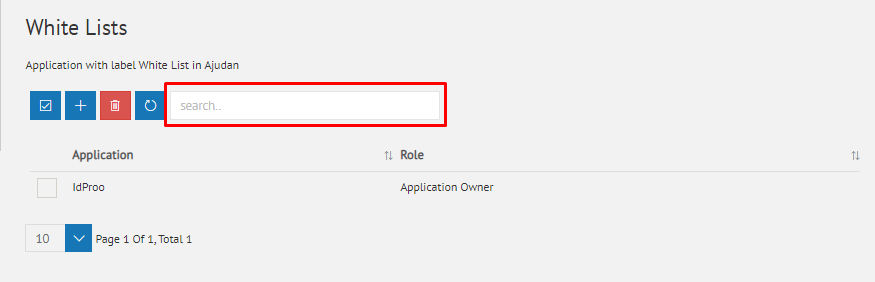 White Lists
Application with label White List in Ajudan
search..
Application Role
IdProo Application Owner
10 Page 1 Of 1, Total 1